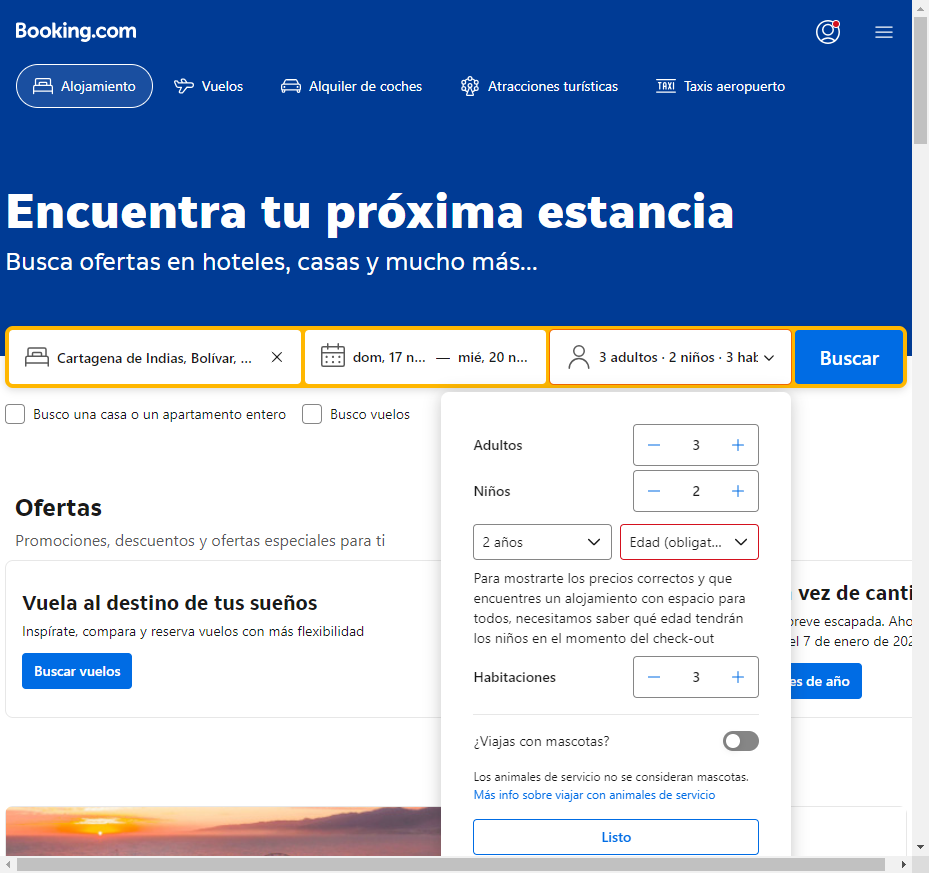 Booking.com
Alojamiento
Vuelos
Alquiler de coches
Atracciones turísticas
TAXI
Taxis aeropuerto
Encuentra tu próxima estancia
Busca ofertas en hoteles, casas y mucho más...
Cartagena de Indias, Bolívar, ...
dom, 17 n... — mié, 20 n...
3 adultos · 2 niños · 3 hab
Buscar
Busco una casa o un apartamento entero
Busco vuelos
Adultos
3
Niños
2
2 años
Edad (obligat...
Para mostrarte los precios correctos y que
encuentres un alojamiento con espacio para
todos, necesitamos saber qué edad tendrán
los niños en el momento del check-out
Habitaciones
3
¿Viajas con mascotas?
Los animales de servicio no se consideran mascotas.
Más info sobre viajar con animales de servicio
Listo
Ofertas
Promociones, descuentos y ofertas especiales para ti
Vuela al destino de tus sueños
Inspírate, compara y reserva vuelos con más flexibilidad
Buscar vuelos
vez de canti
breve escapada. Aho
el 7 de enero de 202
es de año